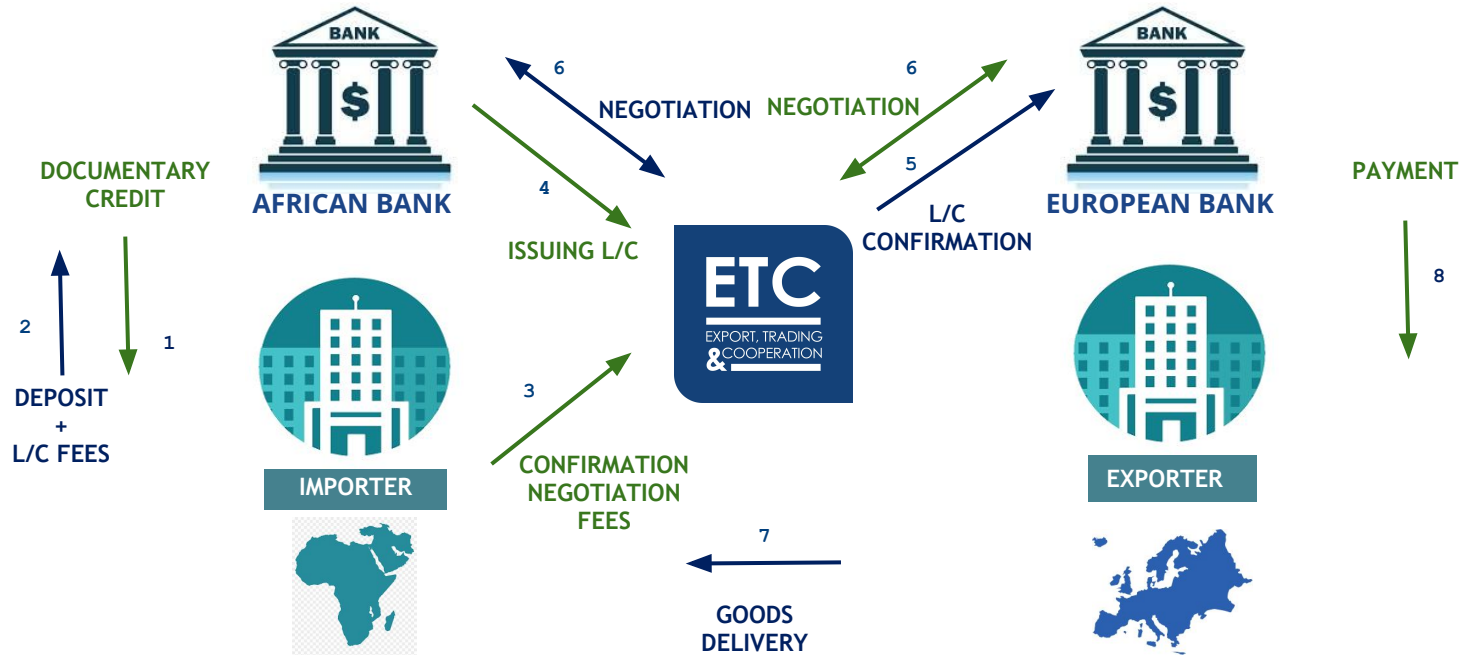 BANK
$
AFRICAN BANK
BANK
$
EUROPEAN BANK
6
NEGOTIATION
6
NEGOTIATION
4
ISSUING L/C
5
L/C
CONFIRMATION
DOCUMENTARY
CREDIT
PAYMENT
2
1
8
DEPOSIT
+
L/C FEES
ETC
EXPORT, TRADING
& COOPERATION
3
CONFIRMATION
NEGOTIATION
FEES
IMPORTER
EXPORTER
7
GOODS
DELIVERY